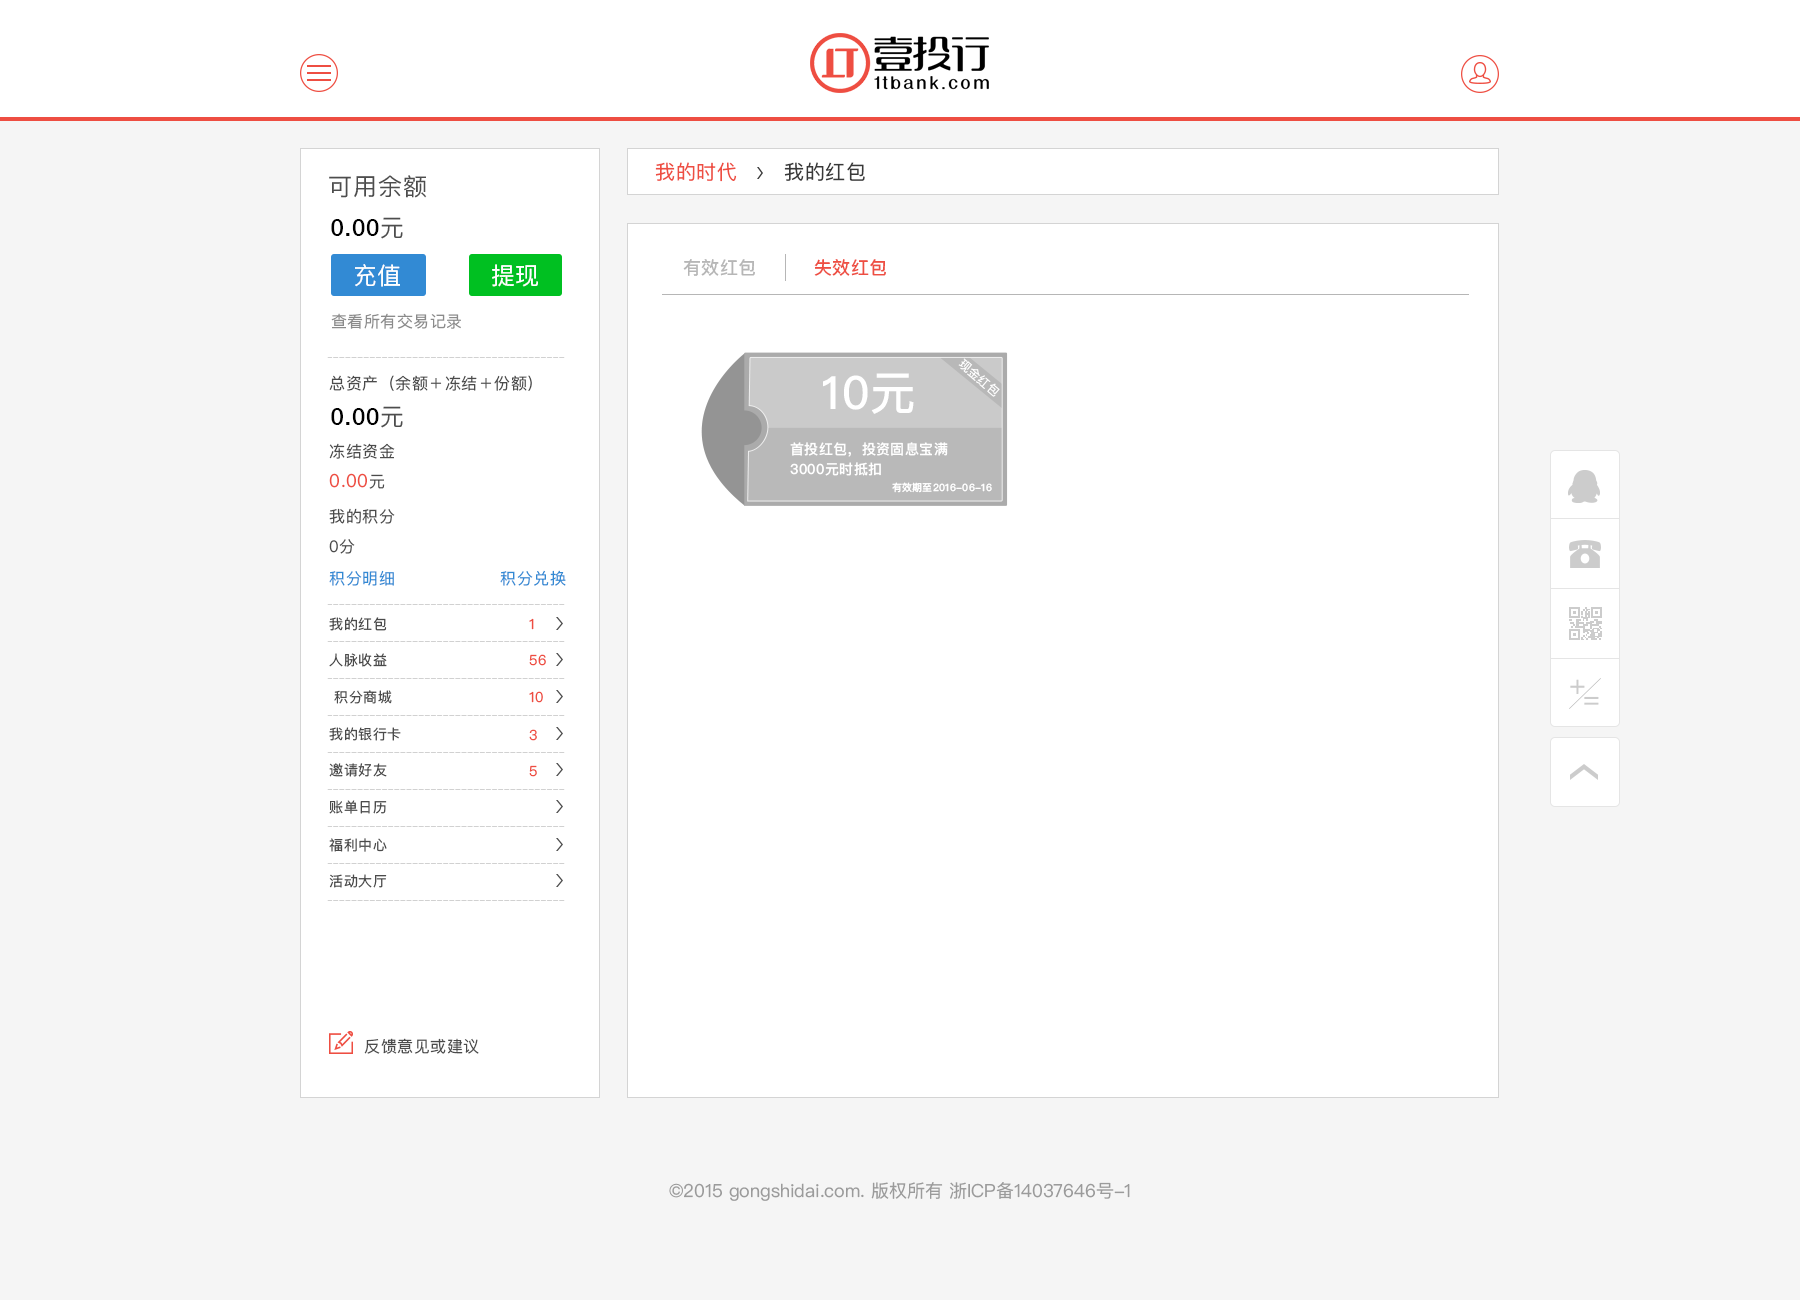 壹投行
1tbank.com
可用余额
0.00元
充值
提现
查看所有交易记录
总资产（余额＋冻结＋份额）
0.00元
冻结资金
0.00元
我的积分
0分
积分明细
积分兑换
我的红包 1
人脉收益 56
积分商城 10
我的银行卡 3
邀请好友 5
账单日历
福利中心
活动大厅
反馈意见或建议
我的时代 > 我的红包
有效红包
失效红包
现金红包
10元
首投红包，投资固息宝满
3000元时抵扣
有效期至2016-06-16
©2015 gongshidai.com. 版权所有 浙ICP备14037646号-1